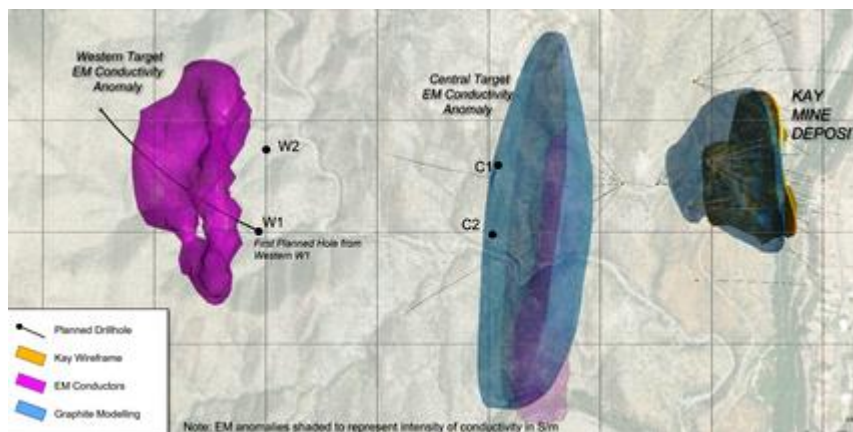 Western Target
EM Conductivity
Anomaly
Central Target
EM Conductivity
Anomaly
KAY
MINE
DEPOSI
W2
C1
W1
C2
First Planned Hole from
Western W1
Planned Drillhole
Kay Wireframe
EM Conductors
Graphite Modelling
Note: EM anomalies shaded to represent intensity of conductivity in S/m